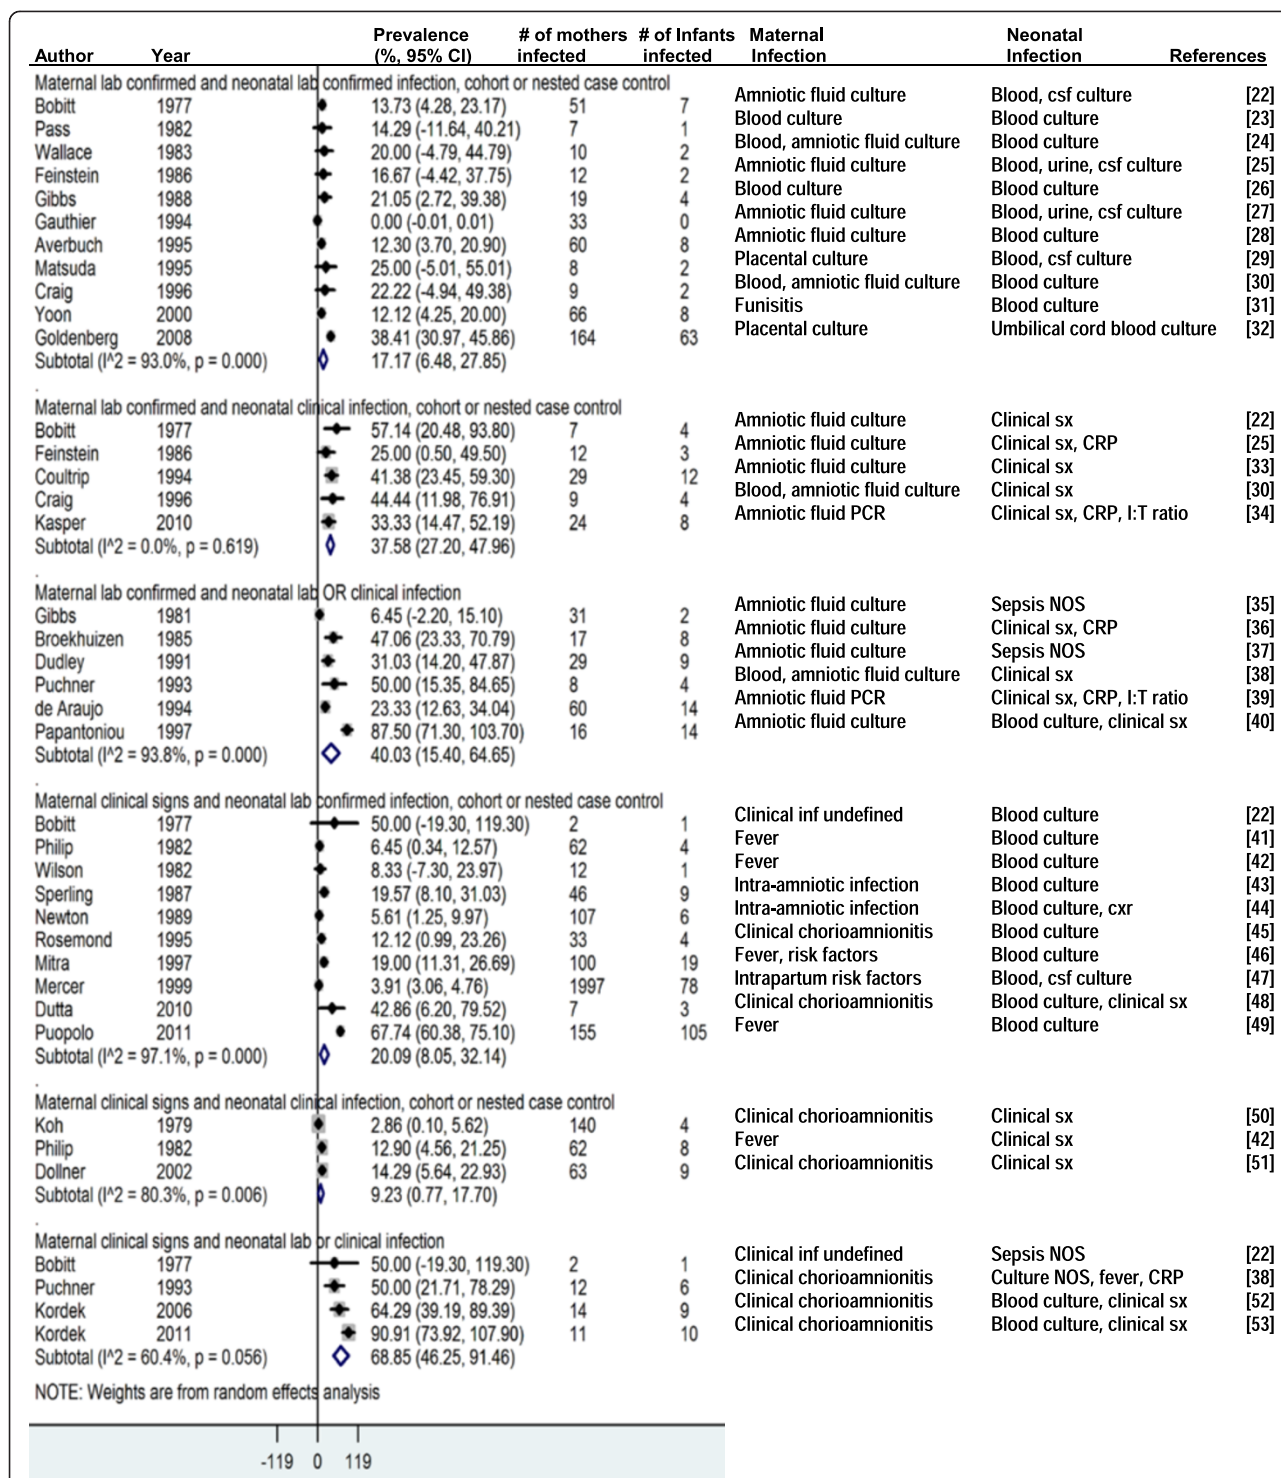 Author Year Prevalence (%, 95% CI) # of mothers infected # of Infants infected Maternal Infection Neonatal Infection References
Maternal lab confirmed and neonatal lab confirmed infection, cohort or nested case control
Bobitt 1977 13.73 (4.28, 23.17) 51 7 Amniotic fluid culture Blood, csf culture [22]
Pass 1982 14.29 (-11.64, 40.21) 7 1 Blood culture Blood culture [23]
Wallace 1983 20.00 (-4.79, 44.79) 10 2 Blood, amniotic fluid culture Blood culture [24]
Feinstein 1986 16.67 (-4.42, 37.75) 12 2 Amniotic fluid culture Blood, urine, csf culture [25]
Gibbs 1988 21.05 (2.72, 39.38) 19 4 Blood culture Blood culture [26]
Gauthier 1994 0.00 (-0.01, 0.01) 33 0 Amniotic fluid culture Blood, urine, csf culture [27]
Averbuch 1995 12.30 (3.70, 20.90) 60 8 Amniotic fluid culture Blood culture [28]
Matsuda 1995 25.00 (-5.01, 55.01) 8 2 Placental culture Blood, csf culture [29]
Craig 1996 22.22 (-4.94, 49.38) 9 2 Blood, amniotic fluid culture Blood culture [30]
Yoon 2000 12.12 (4.25, 20.00) 66 8 Funisitis Blood culture [31]
Goldenberg 2008 38.41 (30.97, 45.86) 164 63 Placental culture Umbilical cord blood culture [32]
Subtotal (I^2 = 93.0%, p = 0.000) 17.17 (6.48, 27.85)
.
Maternal lab confirmed and neonatal clinical infection, cohort or nested case control
Bobitt 1977 57.14 (20.48, 93.80) 7 4 Amniotic fluid culture Clinical sx [22]
Feinstein 1986 25.00 (0.50, 49.50) 12 3 Amniotic fluid culture Clinical sx, CRP [25]
Coultrip 1994 41.38 (23.45, 59.30) 29 12 Amniotic fluid culture Clinical sx [33]
Craig 1996 44.44 (11.98, 76.91) 9 4 Blood, amniotic fluid culture Clinical sx [30]
Kasper 2010 33.33 (14.47, 52.19) 24 8 Amniotic fluid PCR Clinical sx, CRP, I:T ratio [34]
Subtotal (I^2 = 0.0%, p = 0.619) 37.58 (27.20, 47.96)
.
Maternal lab confirmed and neonatal lab OR clinical infection
Gibbs 1981 6.45 (-2.20, 15.10) 31 2 Amniotic fluid culture Sepsis NOS [35]
Broekhuizen 1985 47.06 (23.33, 70.79) 17 8 Amniotic fluid culture Clinical sx, CRP [36]
Dudley 1991 31.03 (14.20, 47.87) 29 9 Amniotic fluid culture Sepsis NOS [37]
Puchner 1993 50.00 (15.35, 84.65) 8 4 Blood, amniotic fluid culture Clinical sx [38]
de Araujo 1994 23.33 (12.63, 34.04) 60 14 Amniotic fluid PCR Clinical sx, CRP, I:T ratio [39]
Papantoniou 1997 87.50 (71.30, 103.70) 16 14 Amniotic fluid culture Blood culture, clinical sx [40]
Subtotal (I^2 = 93.8%, p = 0.000) 40.03 (15.40, 64.65)
.
Maternal clinical signs and neonatal lab confirmed infection, cohort or nested case control
Bobitt 1977 50.00 (-19.30, 119.30) 2 1 Clinical inf undefined Blood culture [22]
Philip 1982 6.45 (0.34, 12.57) 62 4 Fever Blood culture [41]
Wilson 1982 8.33 (-7.30, 23.97) 12 1 Fever Blood culture [42]
Sperling 1987 19.57 (8.10, 31.03) 46 9 Intra-amniotic infection Blood culture [43]
Newton 1989 5.61 (1.25, 9.97) 107 6 Intra-amniotic infection Blood culture, cxr [44]
Rosemond 1995 12.12 (0.99, 23.26) 33 4 Clinical chorioamnionitis Blood culture [45]
Mitra 1997 19.00 (11.31, 26.69) 100 19 Fever, risk factors Blood culture [46]
Mercer 1999 3.91 (3.06, 4.76) 1997 78 Intrapartum risk factors Blood, csf culture [47]
Dutta 2010 42.86 (6.20, 79.52) 7 3 Clinical chorioamnionitis Blood culture, clinical sx [48]
Puopolo 2011 67.74 (60.38, 75.10) 155 105 Fever Blood culture [49]
Subtotal (I^2 = 97.1%, p = 0.000) 20.09 (8.05, 32.14)
.
Maternal clinical signs and neonatal clinical infection, cohort or nested case control
Koh 1979 2.86 (0.10, 5.62) 140 4 Clinical chorioamnionitis Clinical sx [50]
Philip 1982 12.90 (4.56, 21.25) 62 8 Fever Clinical sx [42]
Dollner 2002 14.29 (5.64, 22.93) 63 9 Clinical chorioamnionitis Clinical sx [51]
Subtotal (I^2 = 80.3%, p = 0.006) 9.23 (0.77, 17.70)
.
Maternal clinical signs and neonatal lab or clinical infection
Bobitt 1977 50.00 (-19.30, 119.30) 2 1 Clinical inf undefined Sepsis NOS [22]
Puchner 1993 50.00 (21.71, 78.29) 12 6 Clinical chorioamnionitis Culture NOS, fever, CRP [38]
Kordek 2006 64.29 (39.19, 89.39) 14 9 Clinical chorioamnionitis Blood culture, clinical sx [52]
Kordek 2011 90.91 (73.92, 107.90) 11 10 Clinical chorioamnionitis Blood culture, clinical sx [53]
Subtotal (I^2 = 60.4%, p = 0.056) 68.85 (46.25, 91.46)
NOTE: Weights are from random effects analysis
-119 0 119